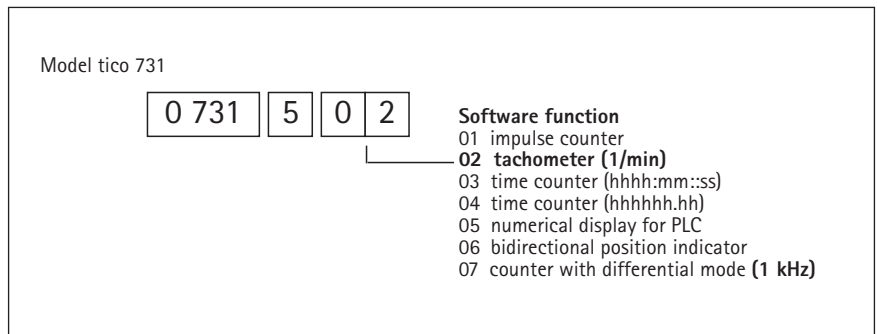 Model tico 731
0 731 5 0 2
Software function
01 impulse counter
02 tachometer (1/min)
03 time counter (hhhh:mm::ss)
04 time counter (hhhhhh.hh)
05 numerical display for PLC
06 bidirectional position indicator
07 counter with differential mode (1 kHz)